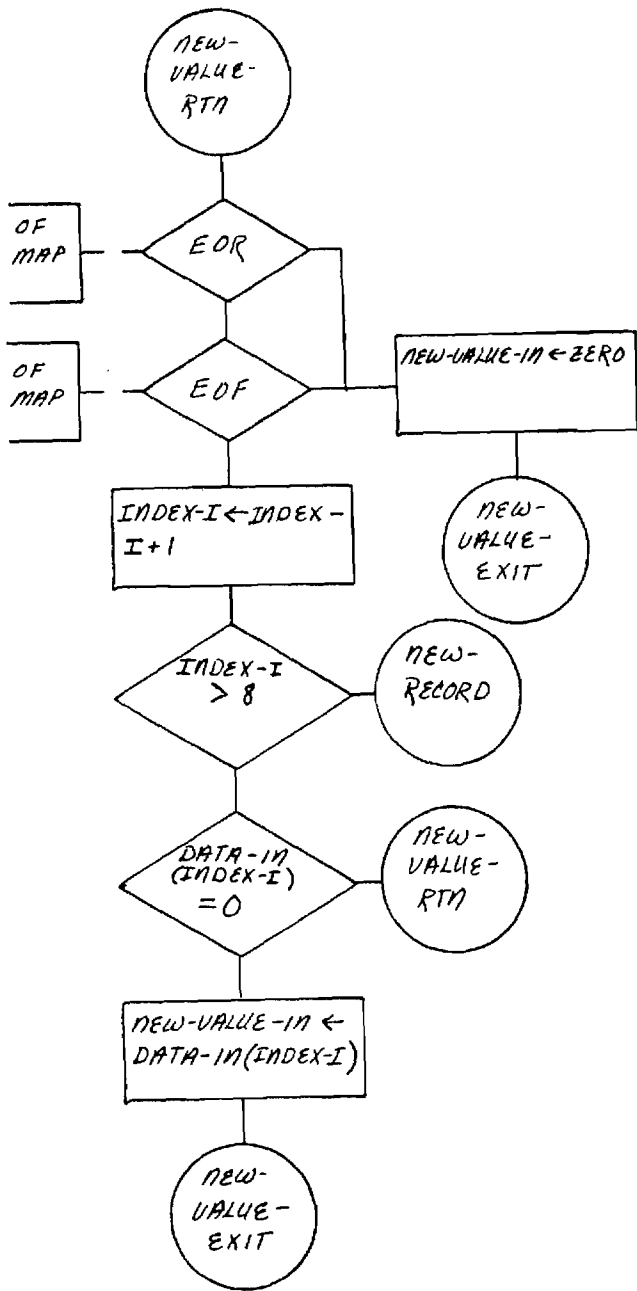 NEW-
VALUE-
RTN
OF
MAP
EOR
OF
MAP
EOF
NEW-VALUE-IN ← ZERO
NEW-
VALUE-
EXIT
INDEX-I ← INDEX-
I + 1
INDEX-I
> 8
NEW-
RECORD
DATA-IN
(INDEX-I)
= 0
NEW-
VALUE-
RTN
NEW-VALUE-IN ←
DATA-IN(INDEX-I)
NEW-
VALUE-
EXIT